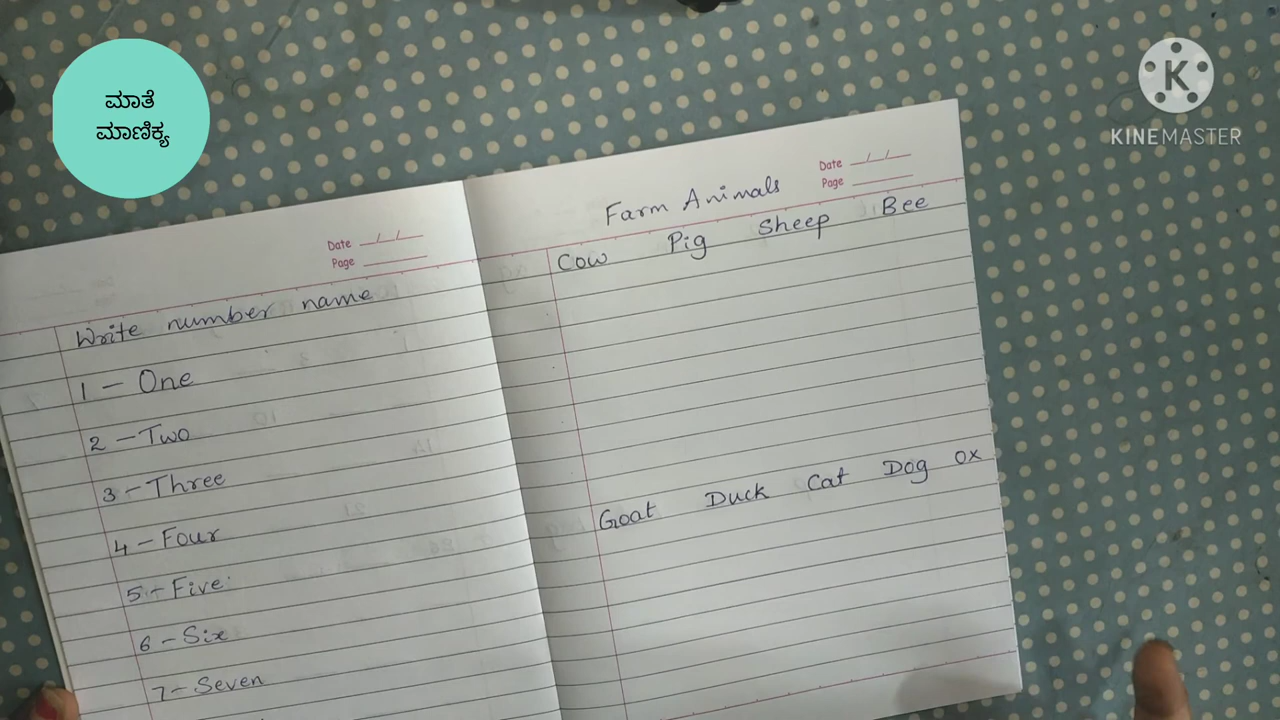 ಮಾತೆ
ಮಾಣಿಕ್ಯ
KINEMASTER
Date
Page
Write number name
1 - One
2 - Two
3 - Three
4 - Four
5 - Five
6 - Six
7 - Seven
Date
Page
Farm Animals
Cow Pig Sheep Bee
Goat Duck Cat Dog ox